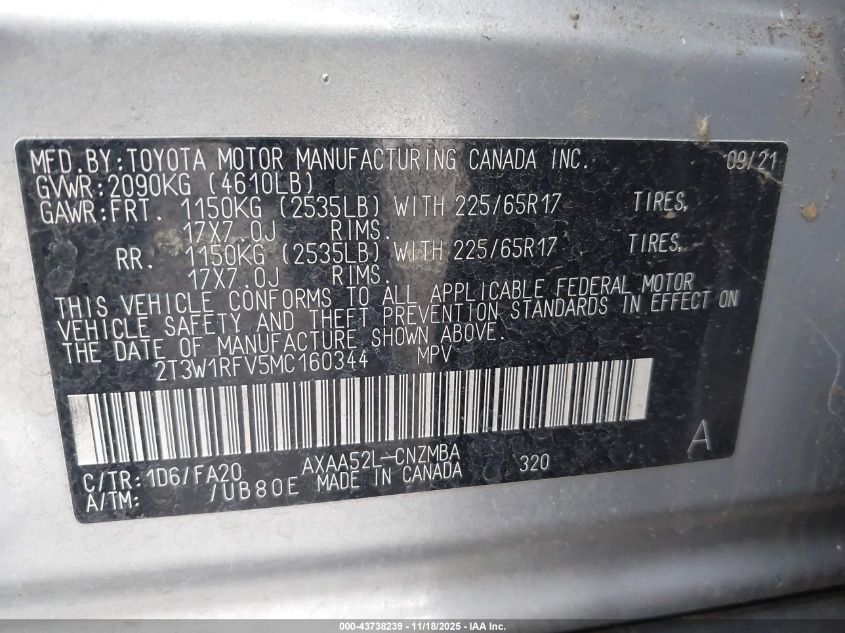 MFD.BY:TOYOTA MOTOR MANUFACTURING CANADA INC. 09/21
GVWR:2090KG (4610LB)
GAWR:FRT. 1150KG (2535LB) WITH 225/65R17 TIRES,
17X7.0J RIMS.
RR. 1150KG (2535LB) WITH 225/65R17 TIRES,
17X7.0J RIMS.
THIS VEHICLE CONFORMS TO ALL APPLICABLE FEDERAL MOTOR
VEHICLE SAFETY AND THEFT PREVENTION STANDARDS IN EFFECT ON
THE DATE OF MANUFACTURE SHOWN ABOVE.
2T3W1RFV5MC160344 MPV
A
C/TR:1D6/FA20 AXAA52L-CNZMBA 320
A/TM: /UB80E MADE IN CANADA
000-43738239 - 11/18/2025 - IAA Inc.